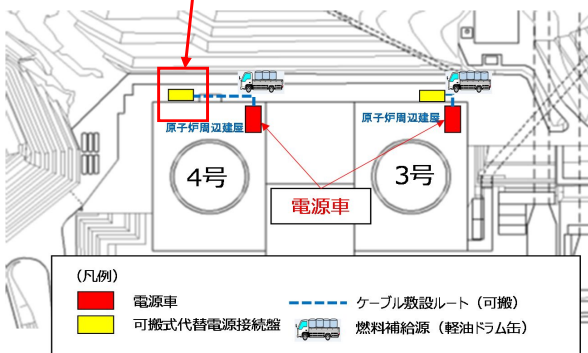 原子炉周辺建屋
原子炉周辺建屋
4号
3号
電源車
(凡例)
電源車
ケーブル敷設ルート（可搬）
可搬式代替電源接続盤
燃料補給源（軽油ドラム缶）